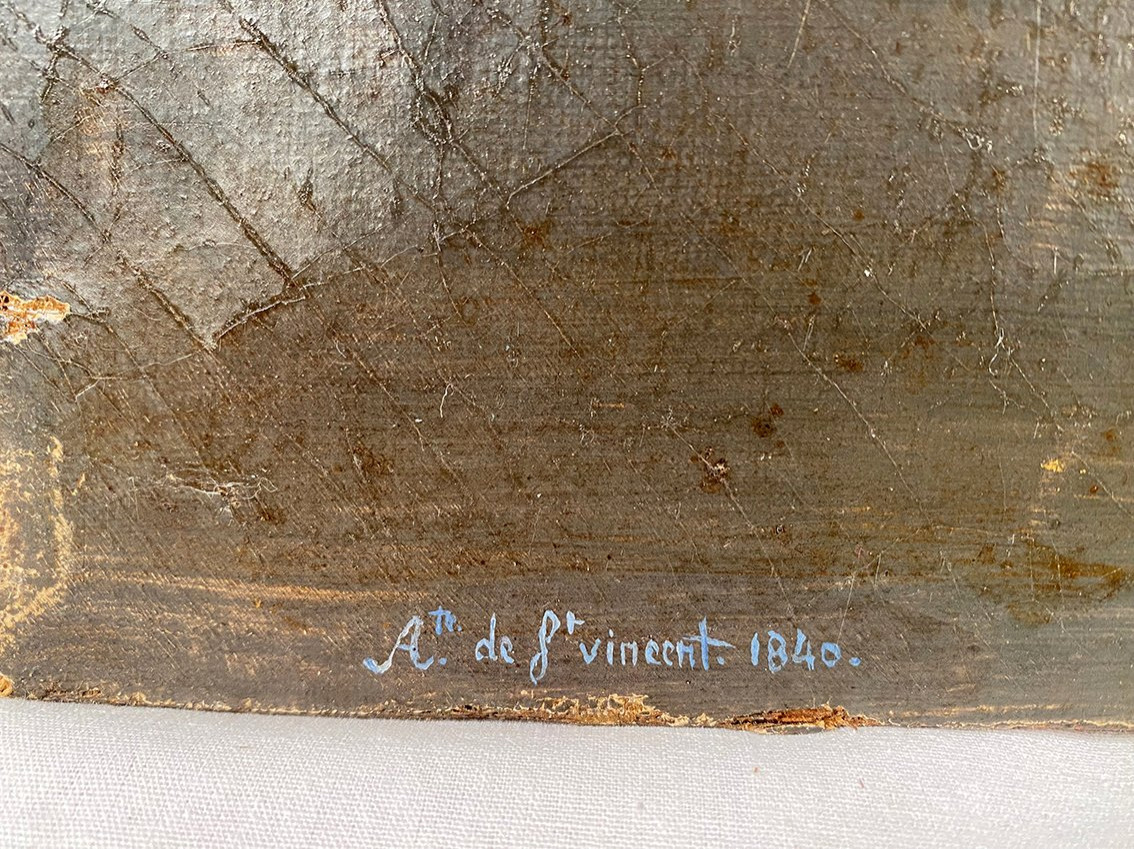 Ate. de St vincent. 1840.